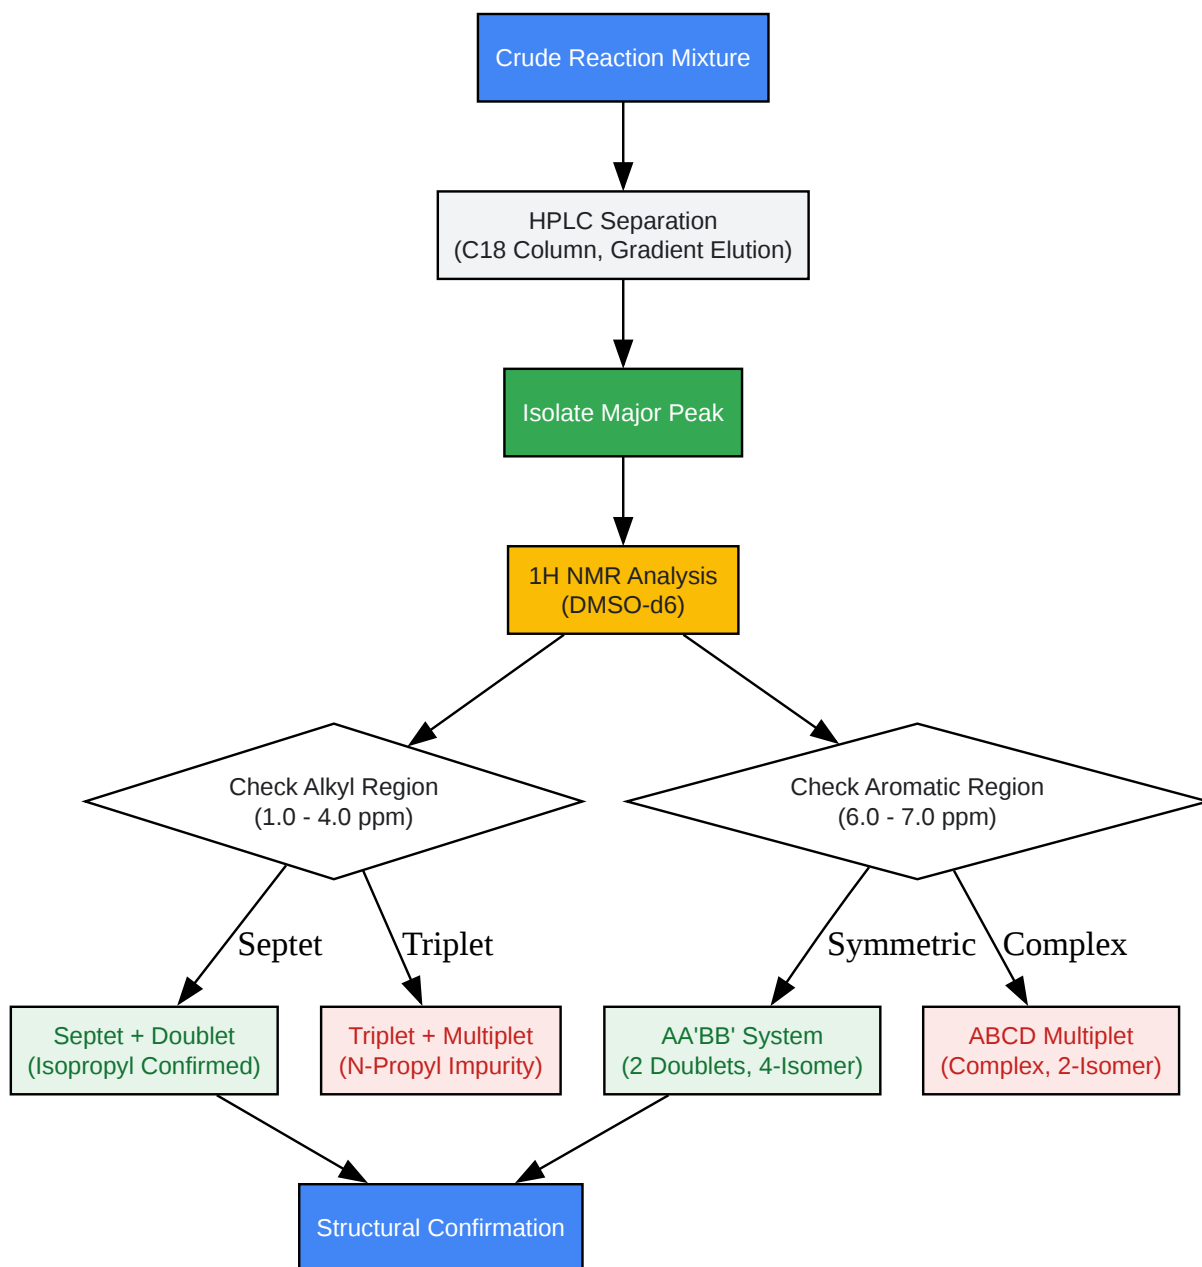 Crude Reaction Mixture
HPLC Separation
(C18 Column, Gradient Elution)
Isolate Major Peak
1H NMR Analysis
(DMSO-d6)
Check Alkyl Region
(1.0 - 4.0 ppm)
Check Aromatic Region
(6.0 - 7.0 ppm)
Septet
Triplet
Symmetric
Complex
Septet + Doublet
(Isopropyl Confirmed)
Triplet + Multiplet
(N-Propyl Impurity)
AA'BB' System
(2 Doublets, 4-Isomer)
ABCD Multiplet
(Complex, 2-Isomer)
Structural Confirmation